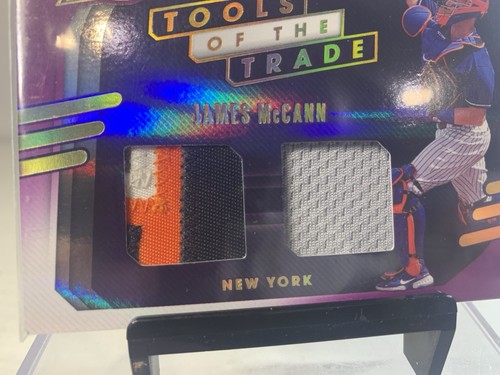 TOOLS
OF THE
TRADE
JAMES McCANN
NEW YORK